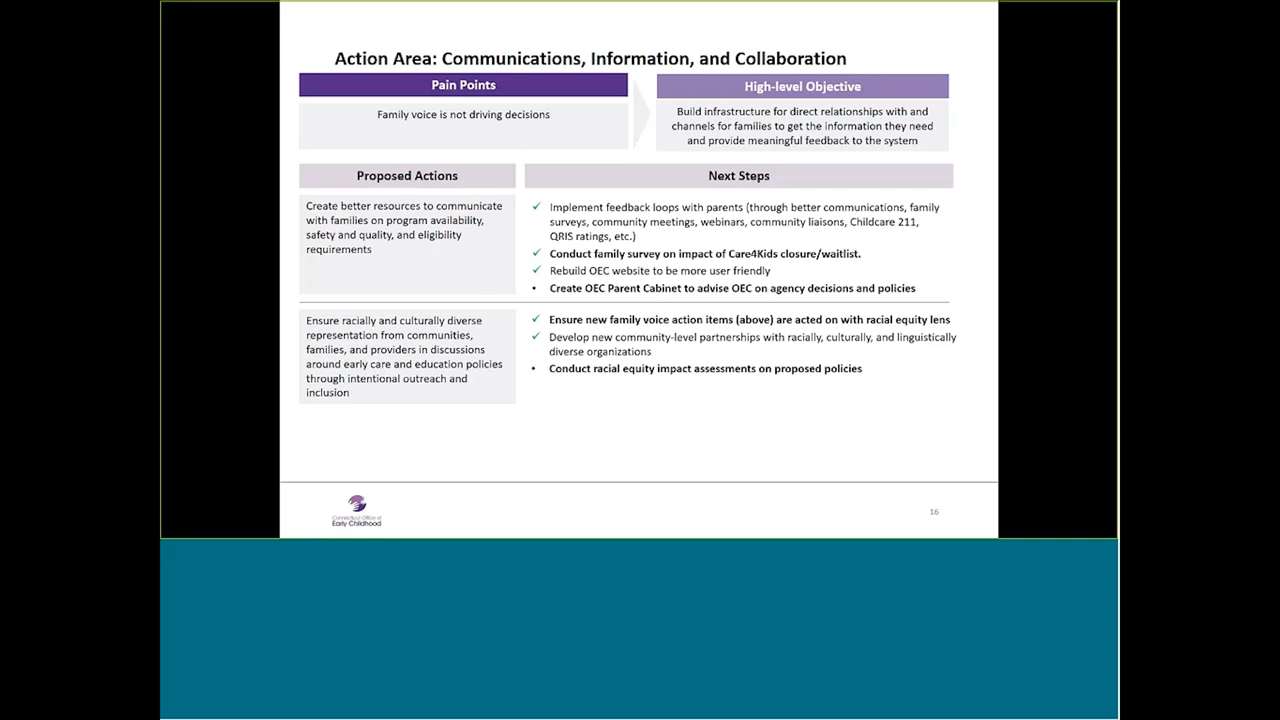 Action Area: Communications, Information, and Collaboration
Pain Points
High-level Objective
Family voice is not driving decisions
Build infrastructure for direct relationships with and
channels for families to get the information they need
and provide meaningful feedback to the system
Proposed Actions
Next Steps
Create better resources to communicate
with families on program availability,
safety and quality, and eligibility
requirements
✓ Implement feedback loops with parents (through better communications, family
surveys, community meetings, webinars, community liaisons, Childcare 211,
QRIS ratings, etc.)
✓ Conduct family survey on impact of Care4Kids closure/waitlist.
✓ Rebuild OEC website to be more user friendly
• Create OEC Parent Cabinet to advise OEC on agency decisions and policies
Ensure racially and culturally diverse
representation from communities,
families, and providers in discussions
around early care and education policies
through intentional outreach and
inclusion
✓ Ensure new family voice action items (above) are acted on with racial equity lens
✓ Develop new community-level partnerships with racially, culturally, and linguistically
diverse organizations
• Conduct racial equity impact assessments on proposed policies
Connecticut Office of
Early Childhood
16